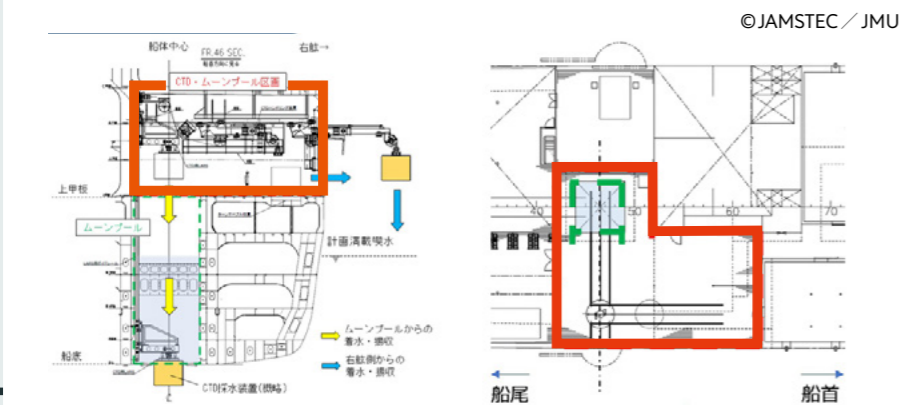 ©JAMSTEC／JMU
船体中心
FR.46 SEC.
右舷→
CTD・ムーンプール区画
上甲板
ムーンプール
計画満載喫水
ムーンプールからの
着水・揚収
右舷側からの
着水・揚収
船底
CTD採水装置(概略)
40
50
60
70
船尾
船首